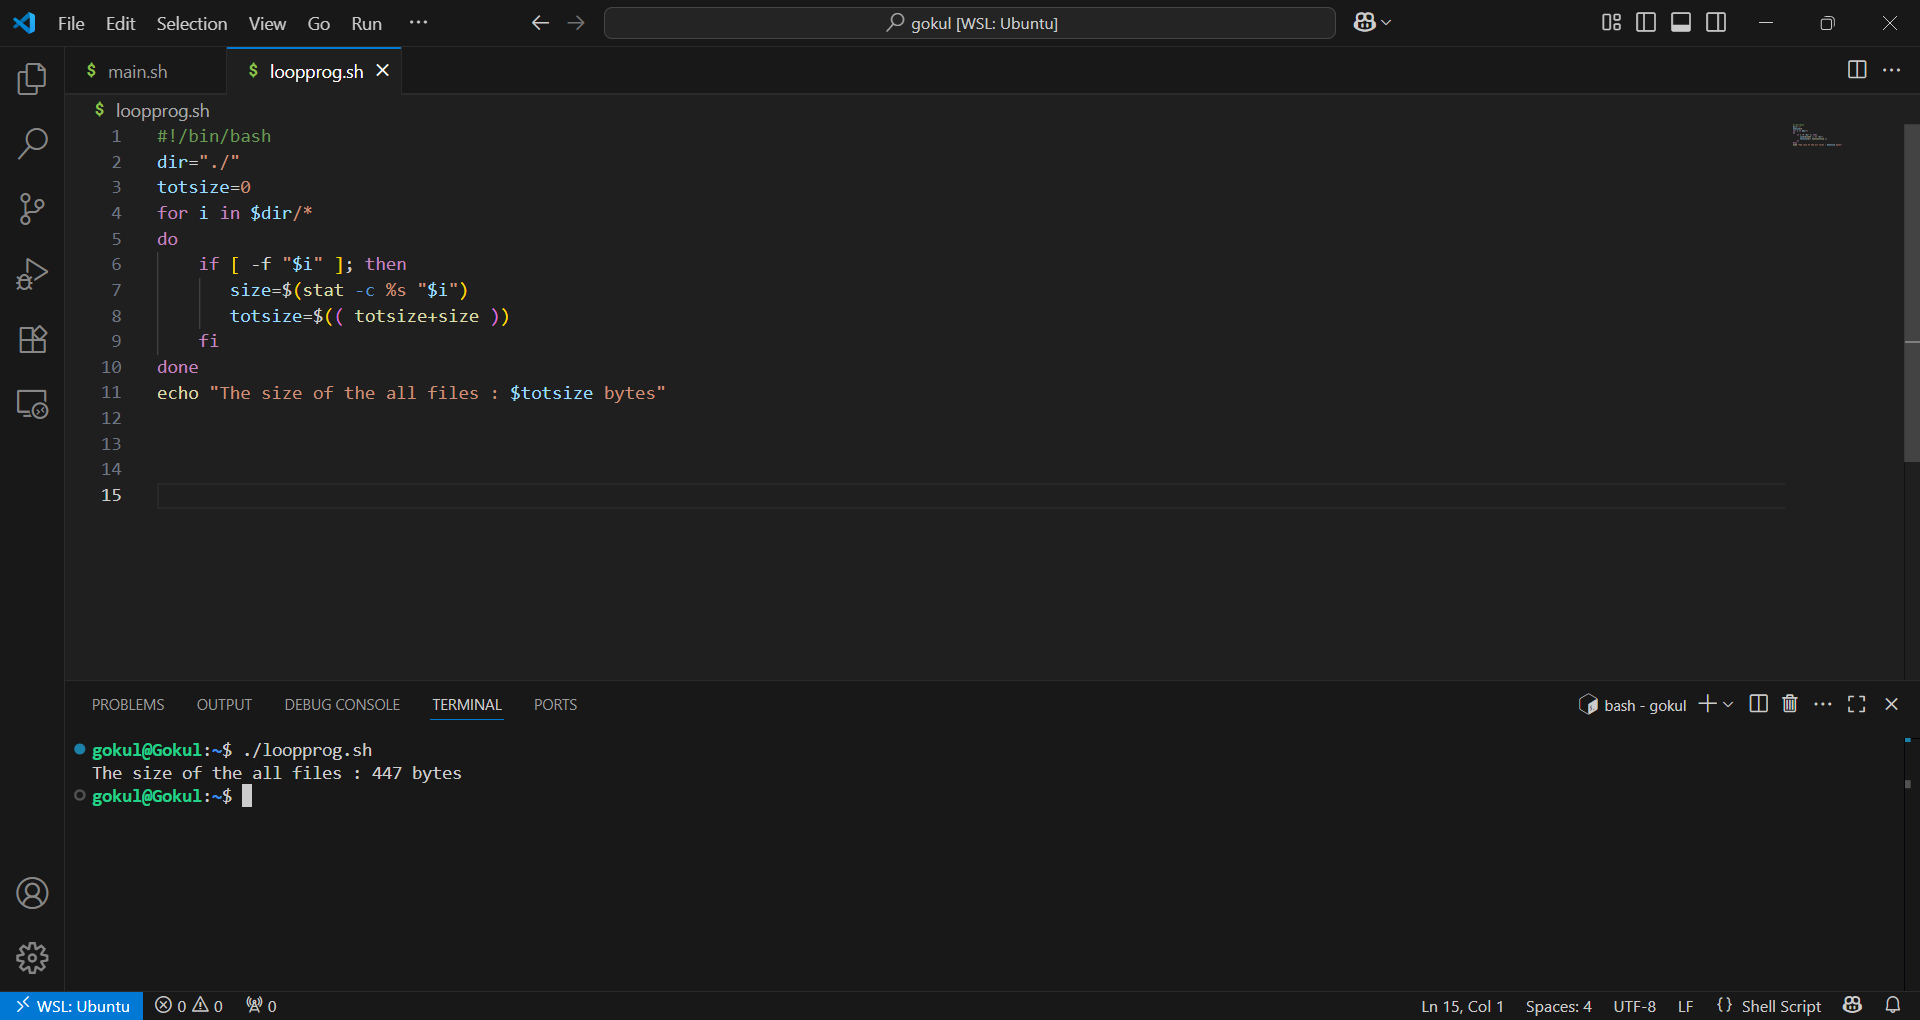 File Edit Selection View Go Run ···
gokul [WSL: Ubuntu]
$ main.sh
$ loopprog.sh
$ loopprog.sh
1 #!/bin/bash
2 dir="./"
3 totsize=0
4 for i in $dir/*
5 do
6 if [ -f "$i" ]; then
7 size=$(stat -c %s "$i")
8 totsize=$(( totsize+size ))
9 fi
10 done
11 echo "The size of the all files : $totsize bytes"
12
13
14
15
PROBLEMS OUTPUT DEBUG CONSOLE TERMINAL PORTS
bash - gokul
gokul@Gokul:~$ ./loopprog.sh
The size of the all files : 447 bytes
gokul@Gokul:~$
WSL: Ubuntu 0 0 0
Ln 15, Col 1 Spaces: 4 UTF-8 LF {} Shell Script